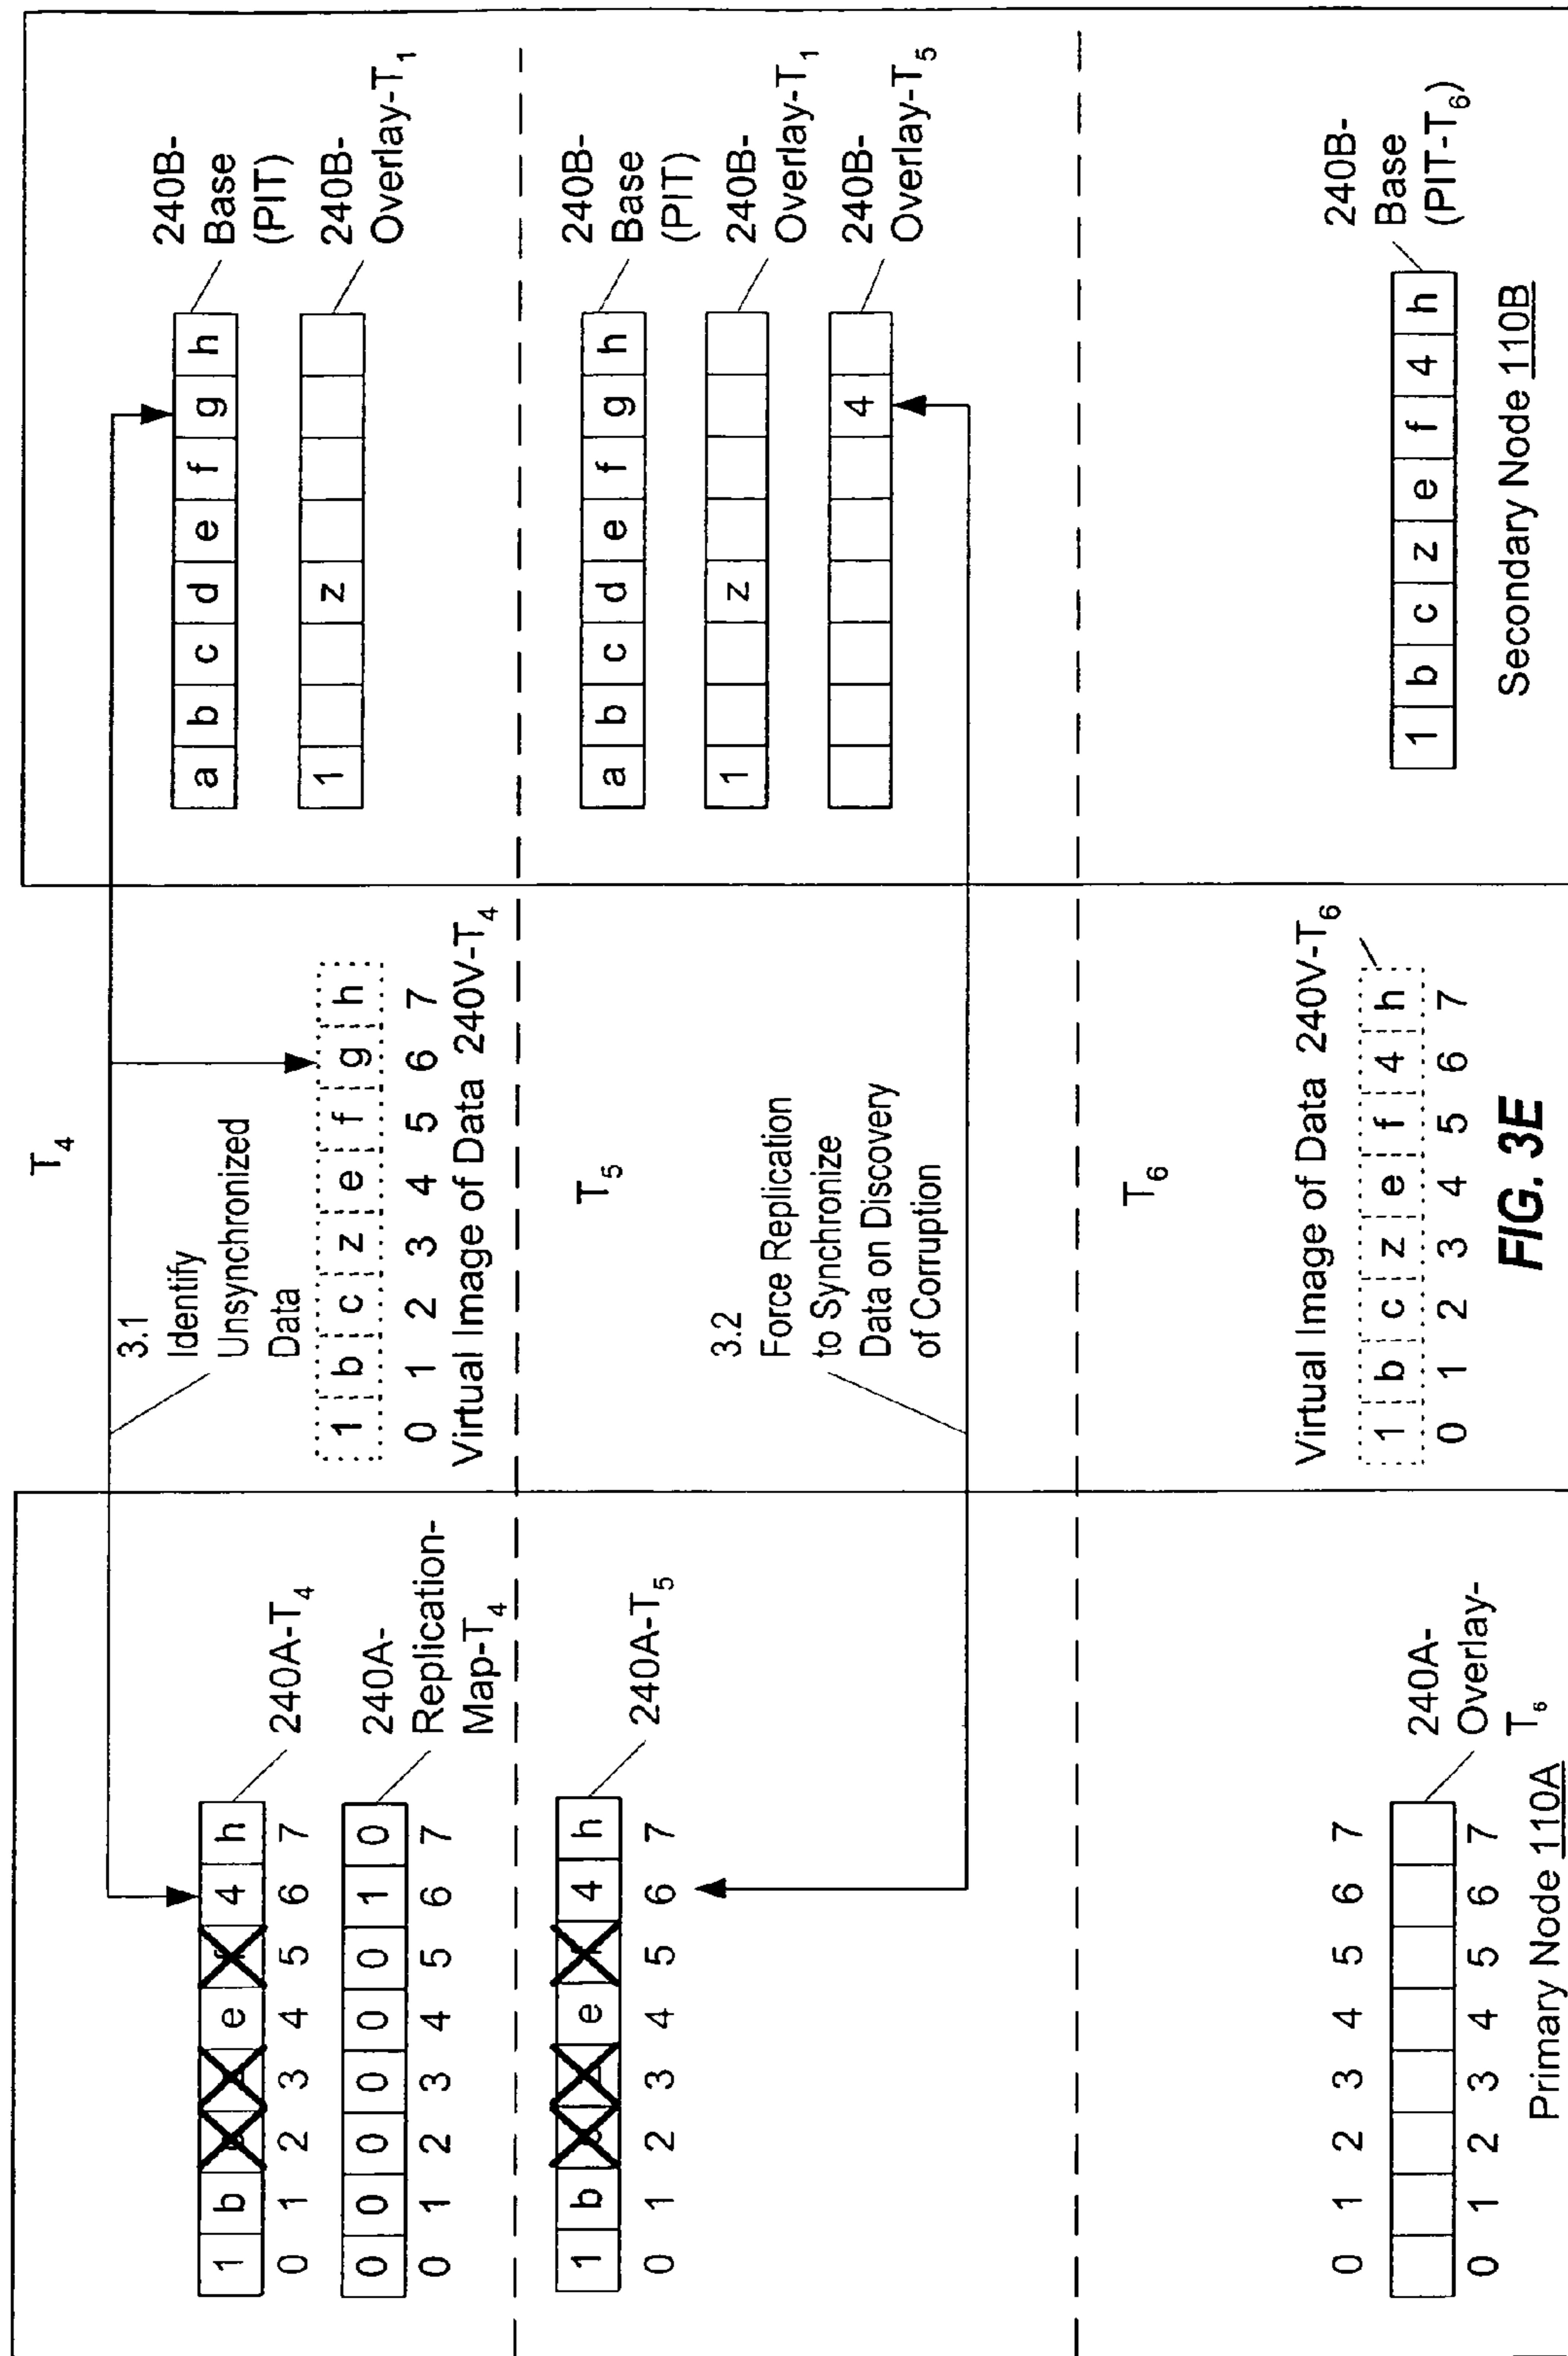 T4
3.1
Identify
Unsynchronized
Data
1 b e 4 h
0 1 2 3 4 5 6 7
240A-T4
0 0 0 0 0 0 1 0
0 1 2 3 4 5 6 7
240A-
Replication-
Map-T4
1 b c z e f g h
0 1 2 3 4 5 6 7
Virtual Image of Data 240V-T4
a b c d e f g h
240B-
Base
(PIT)
1 z
240B-
Overlay-T1
T5
1 b e 4 h
0 1 2 3 4 5 6 7
240A-T5
3.2
Force Replication
to Synchronize
Data on Discovery
of Corruption
a b c d e f g h
240B-
Base
(PIT)
1 z
240B-
Overlay-T1
4
240B-
Overlay-T5
T6
0 1 2 3 4 5 6 7
0 1 2 3 4 5 6 7
240A-
Overlay-
T6
Primary Node 110A
Virtual Image of Data 240V-T6
1 b c z e f 4 h
0 1 2 3 4 5 6 7
1 b c z e f 4 h
240B-
Base
(PIT-T6)
Secondary Node 110B
FIG. 3E